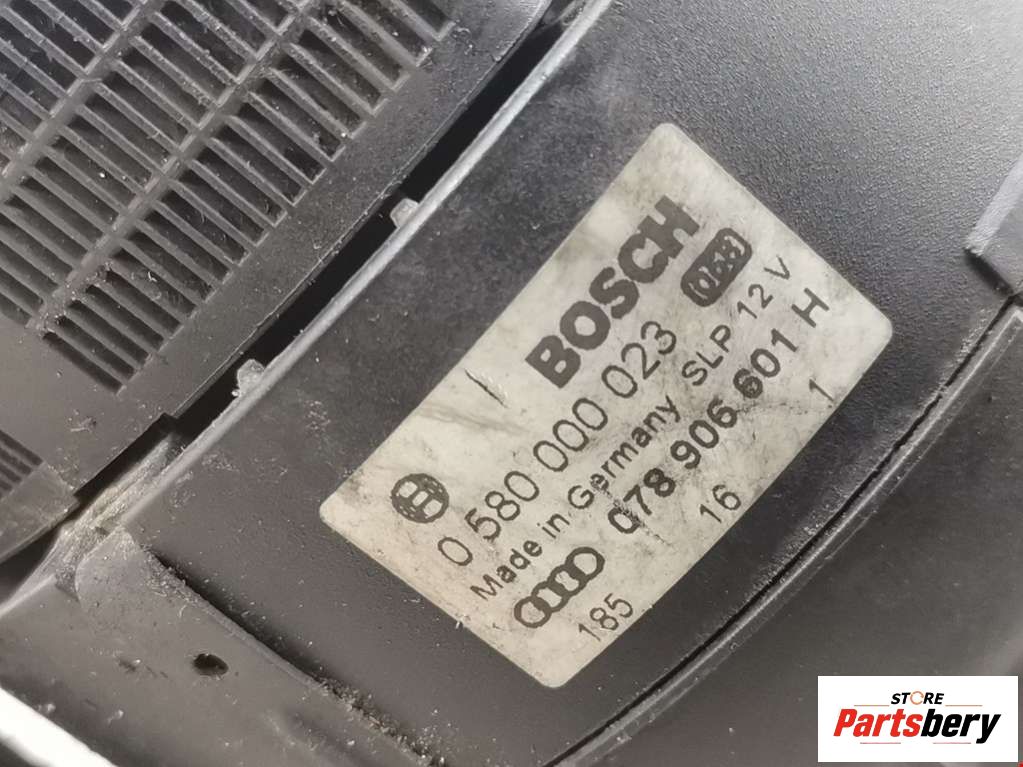 BOSCH
0 580 000 023
Made in Germany SLP 12 V
078 906 601 H
185 16 1
STORE
Partsbery